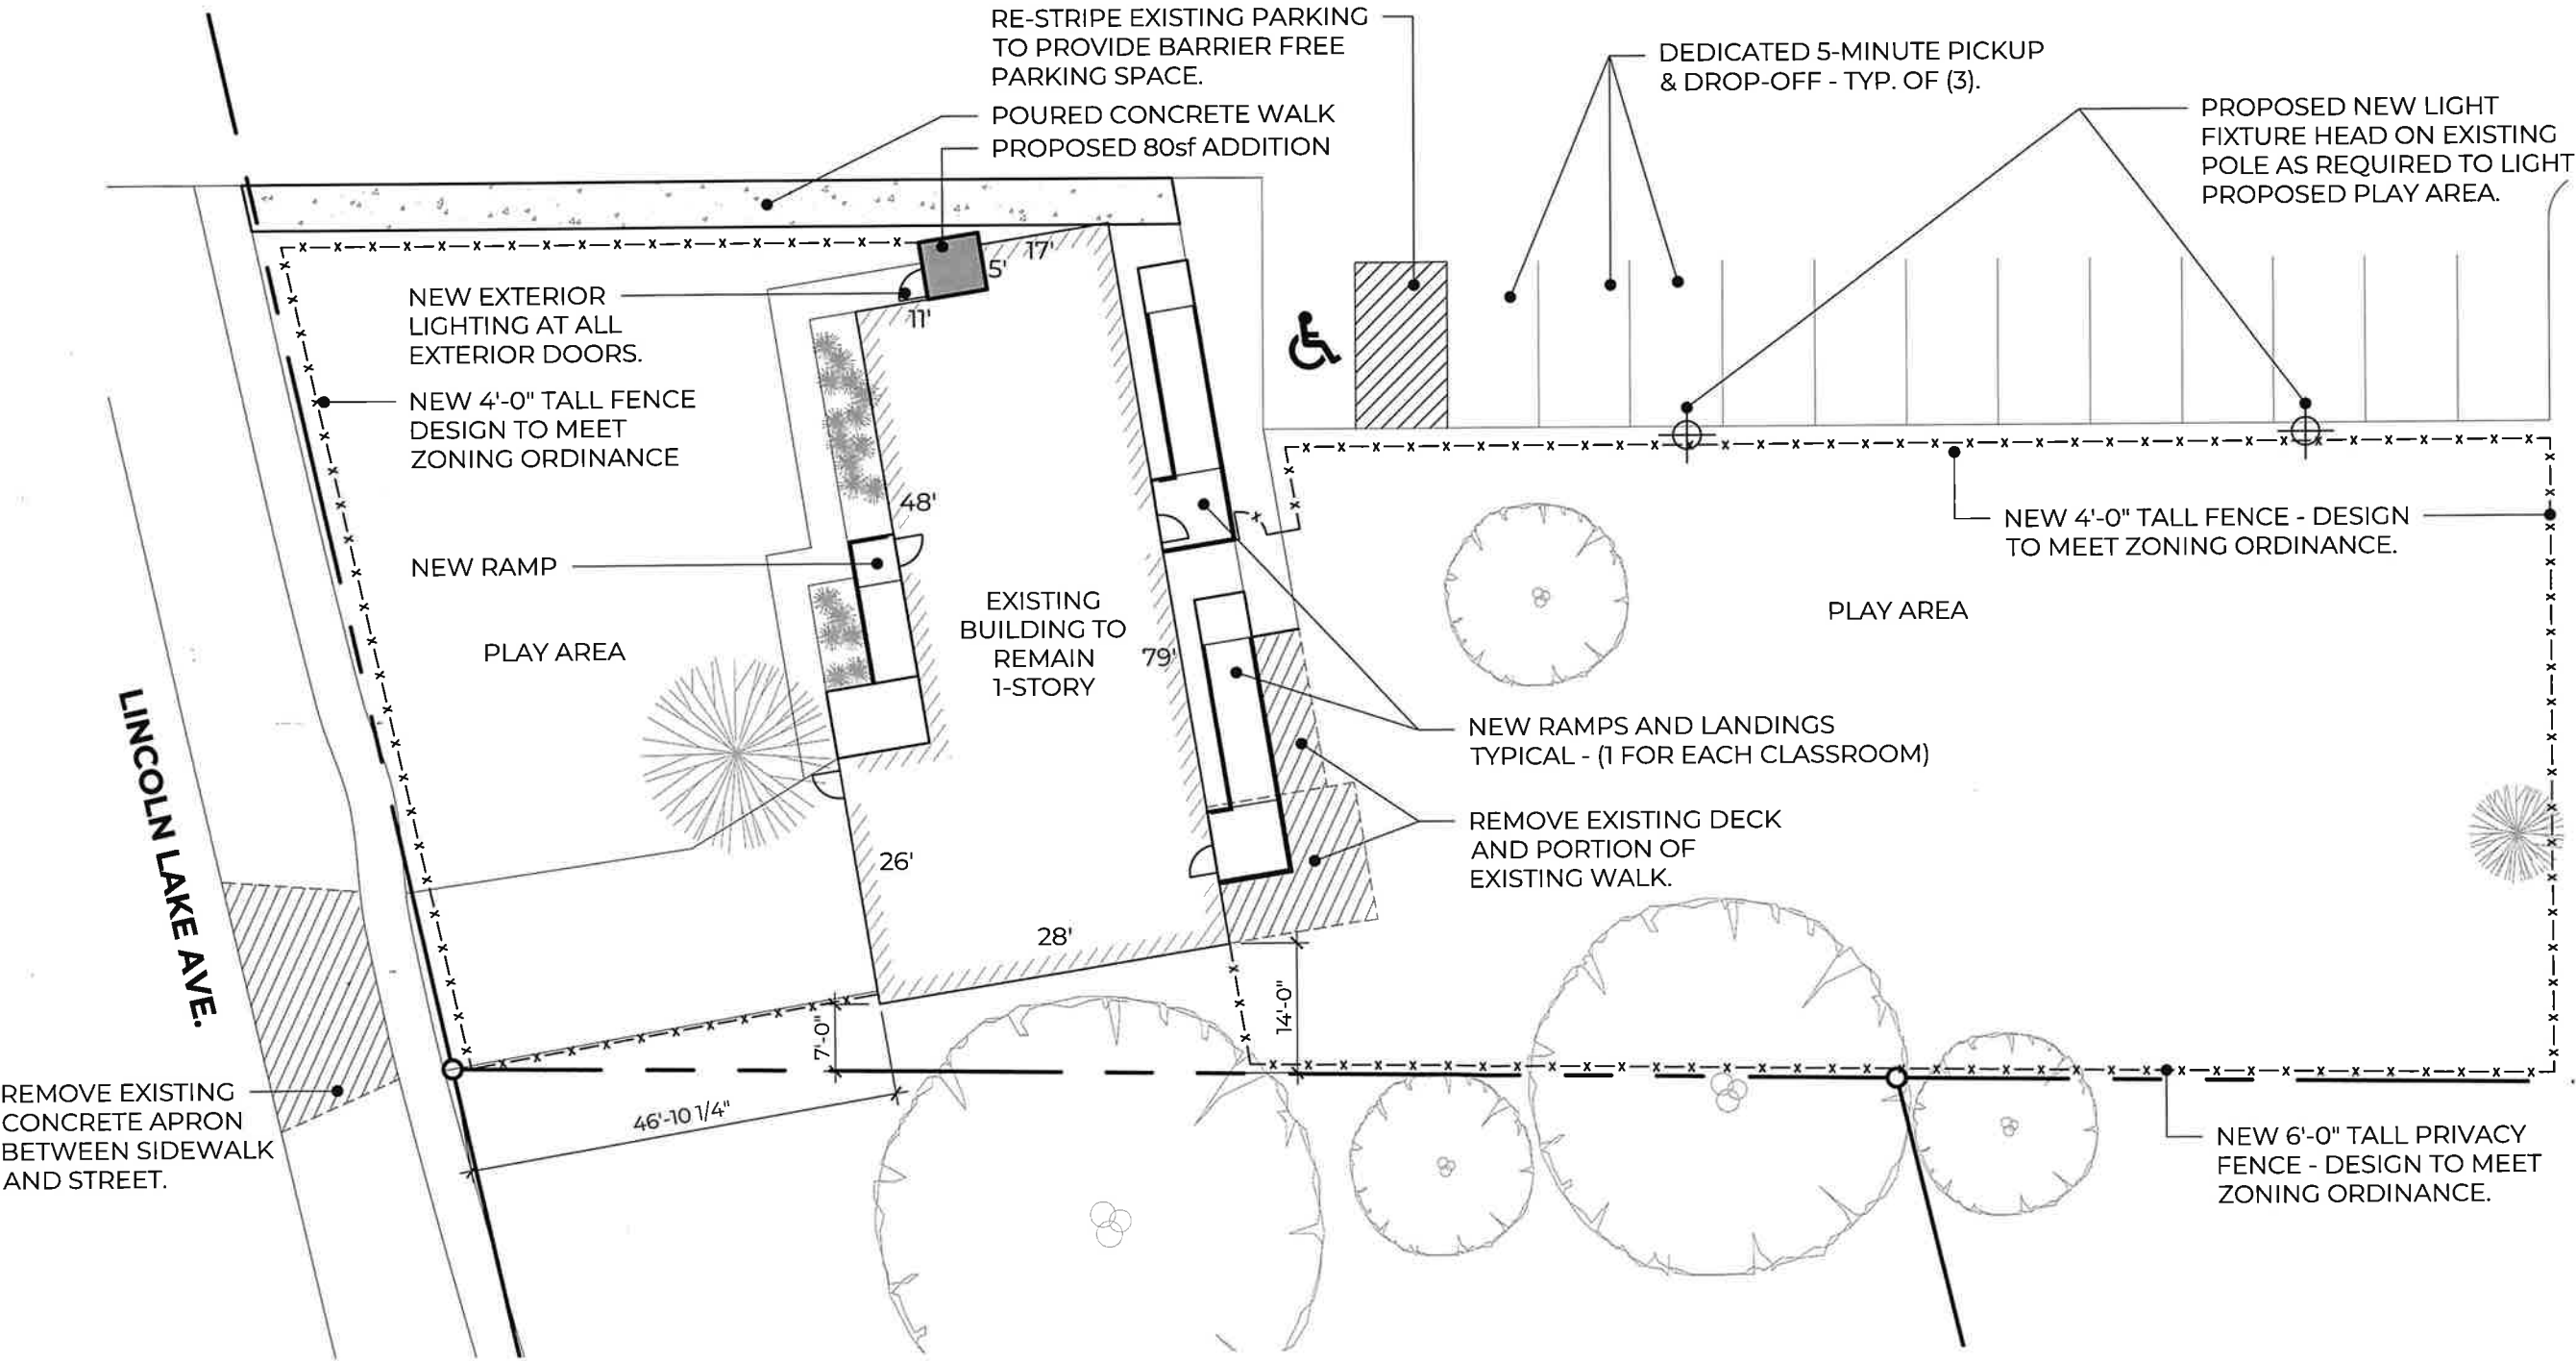 RE-STRIPE EXISTING PARKING
TO PROVIDE BARRIER FREE
PARKING SPACE.
POURED CONCRETE WALK
PROPOSED 80sf ADDITION
DEDICATED 5-MINUTE PICKUP
& DROP-OFF - TYP. OF (3).
PROPOSED NEW LIGHT
FIXTURE HEAD ON EXISTING
POLE AS REQUIRED TO LIGHT
PROPOSED PLAY AREA.
17'
5'
11'
NEW EXTERIOR
LIGHTING AT ALL
EXTERIOR DOORS.
NEW 4'-0" TALL FENCE
DESIGN TO MEET
ZONING ORDINANCE
48'
NEW RAMP
EXISTING
BUILDING TO
REMAIN
1-STORY
79'
PLAY AREA
NEW 4'-0" TALL FENCE - DESIGN
TO MEET ZONING ORDINANCE.
PLAY AREA
NEW RAMPS AND LANDINGS
TYPICAL - (1 FOR EACH CLASSROOM)
REMOVE EXISTING DECK
AND PORTION OF
EXISTING WALK.
LINCOLN LAKE AVE.
26'
28'
14'-0"
7'-0"
46'-10 1/4"
REMOVE EXISTING
CONCRETE APRON
BETWEEN SIDEWALK
AND STREET.
NEW 6'-0" TALL PRIVACY
FENCE - DESIGN TO MEET
ZONING ORDINANCE.